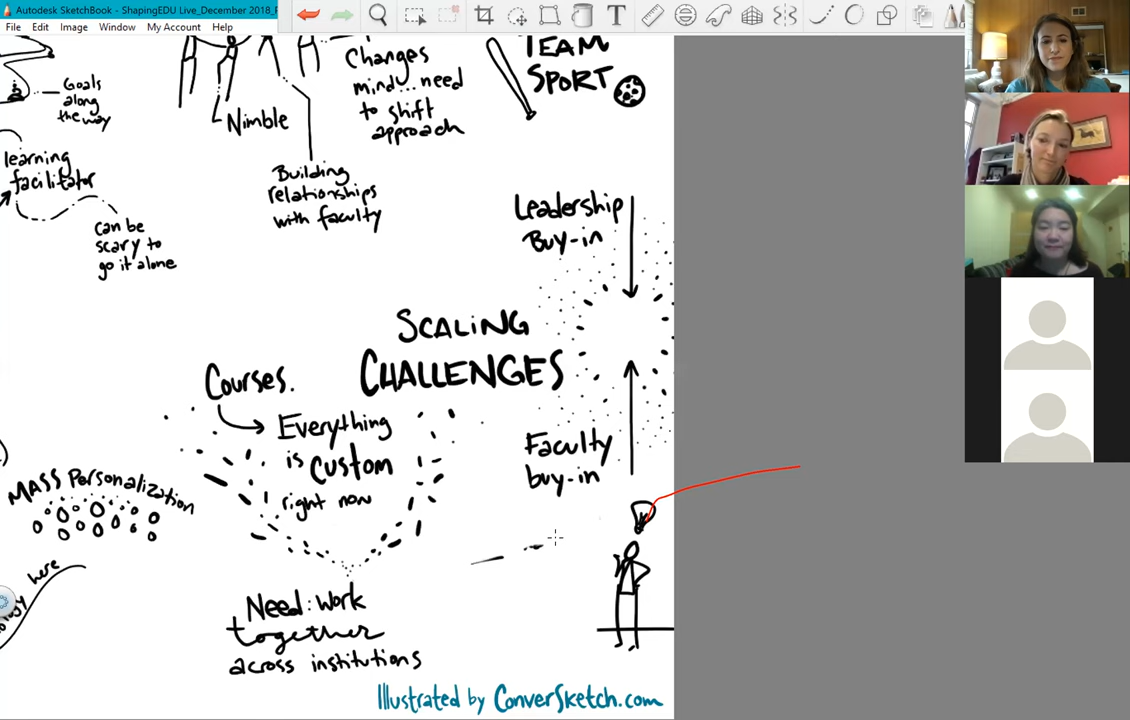 Autodesk SketchBook - ShapingEDU Live_December 2018_
File Edit Image Window My Account Help
Goals
along
the way
Nimble
Changes
mind...need
to shift
approach
TEAM
SPORT
learning
facilitator
can be
scary to
go it alone
Building
relationships
with faculty
Leadership
Buy-in
SCALING
CHALLENGES
Courses.
Everything
is custom
right now
Faculty
buy-in
MASS Personalization
here
Need: Work
together
across institutions
Illustrated by ConverSketch.com